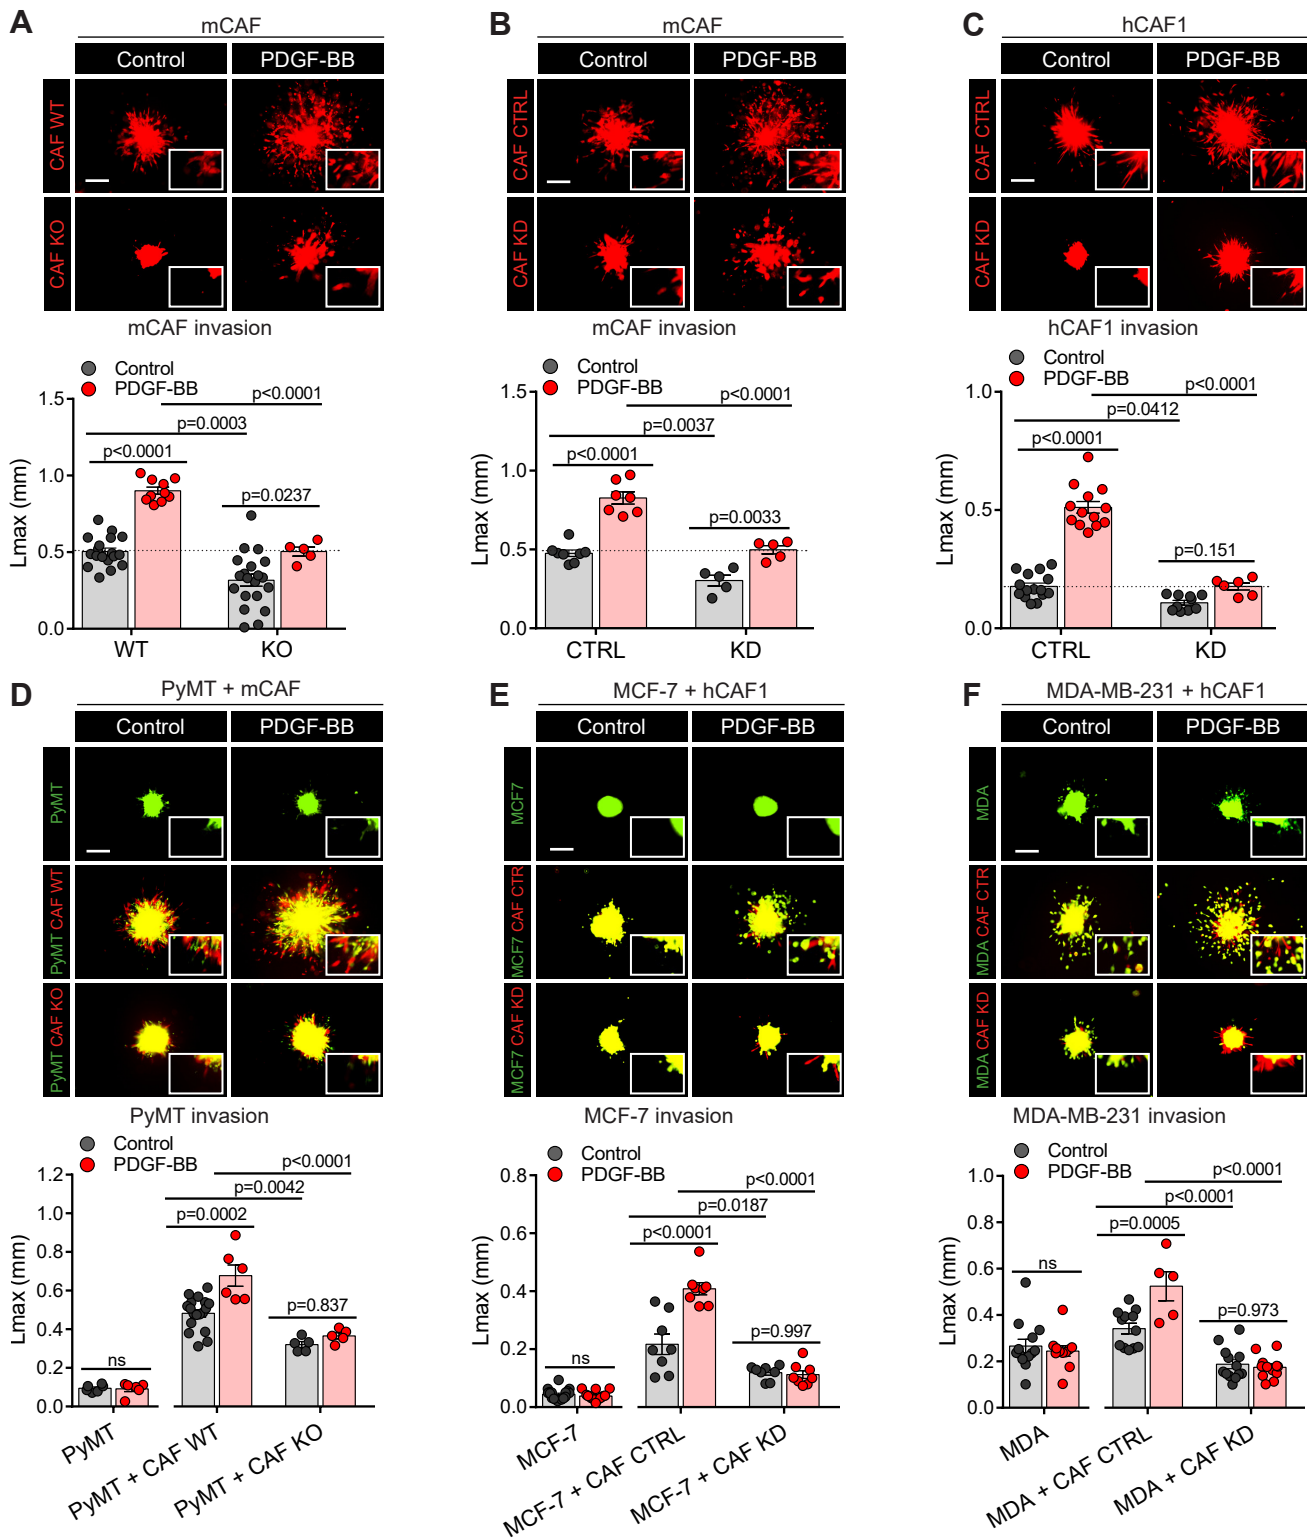 A
mCAF
Control PDGF-BB
CAF WT
CAF KO
mCAF invasion
Control
PDGF-BB
p<0.0001
p=0.0003
p<0.0001
p=0.0237
Lmax (mm)
1.5
1.0
0.5
0.0
WT KO
B
mCAF
Control PDGF-BB
CAF CTRL
CAF KD
mCAF invasion
Control
PDGF-BB
p<0.0001
p=0.0037
p<0.0001
p=0.0033
Lmax (mm)
1.5
1.0
0.5
0.0
CTRL KD
C
hCAF1
Control PDGF-BB
CAF CTRL
CAF KD
hCAF1 invasion
Control
PDGF-BB
p<0.0001
p=0.0412
p<0.0001
p=0.151
Lmax (mm)
1.0
0.5
0.0
CTRL KD
D
PyMT + mCAF
Control PDGF-BB
PyMT
PyMT CAF WT
PyMT CAF KO
PyMT invasion
Control
PDGF-BB
p<0.0001
p=0.0042
p=0.0002
p=0.837
ns
Lmax (mm)
1.2
1.0
0.8
0.6
0.4
0.2
0.0
PyMT
PyMT + CAF WT
PyMT + CAF KO
E
MCF-7 + hCAF1
Control PDGF-BB
MCF7
MCF7 CAF CTR
MCF7 CAF KD
MCF-7 invasion
Control
PDGF-BB
p<0.0001
p=0.0187
p<0.0001
p=0.997
ns
Lmax (mm)
0.8
0.6
0.4
0.2
0.0
MCF-7
MCF-7 + CAF CTRL
MCF-7 + CAF KD
F
MDA-MB-231 + hCAF1
Control PDGF-BB
MDA
MDA CAF CTR
MDA CAF KD
MDA-MB-231 invasion
Control
PDGF-BB
p<0.0001
p<0.0001
p=0.0005
p=0.973
ns
Lmax (mm)
1.0
0.8
0.6
0.4
0.2
0.0
MDA
MDA + CAF CTRL
MDA + CAF KD